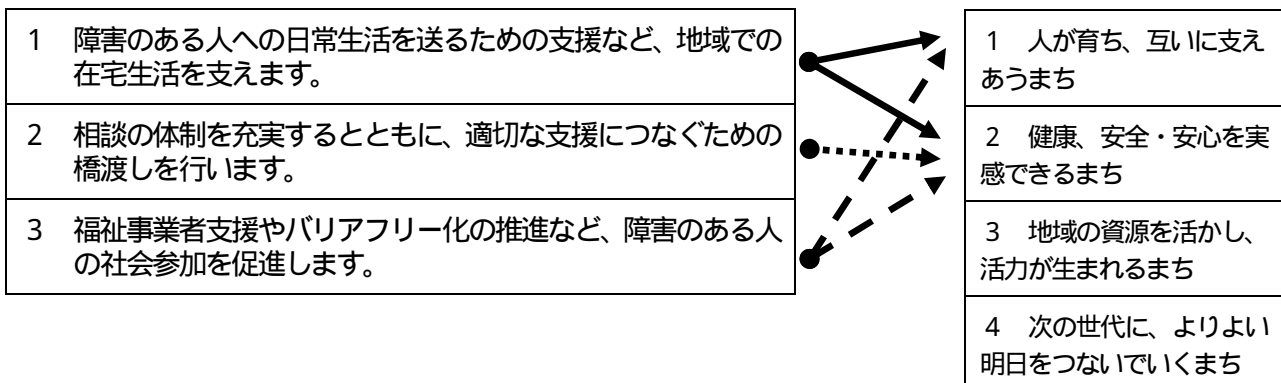 1 障害のある人への日常生活を送るための支援など、地域での
在宅生活を支えます。
2 相談の体制を充実するとともに、適切な支援につなぐための
橋渡しを行います。
3 福祉事業者支援やバリアフリー化の推進など、障害のある人
の社会参加を促進します。
1 人が育ち、互いに支え
あうまち
2 健康、安全・安心を実
感できるまち
3 地域の資源を活かし、
活力が生まれるまち
4 次の世代に、よりよい
明日をつないでいくまち